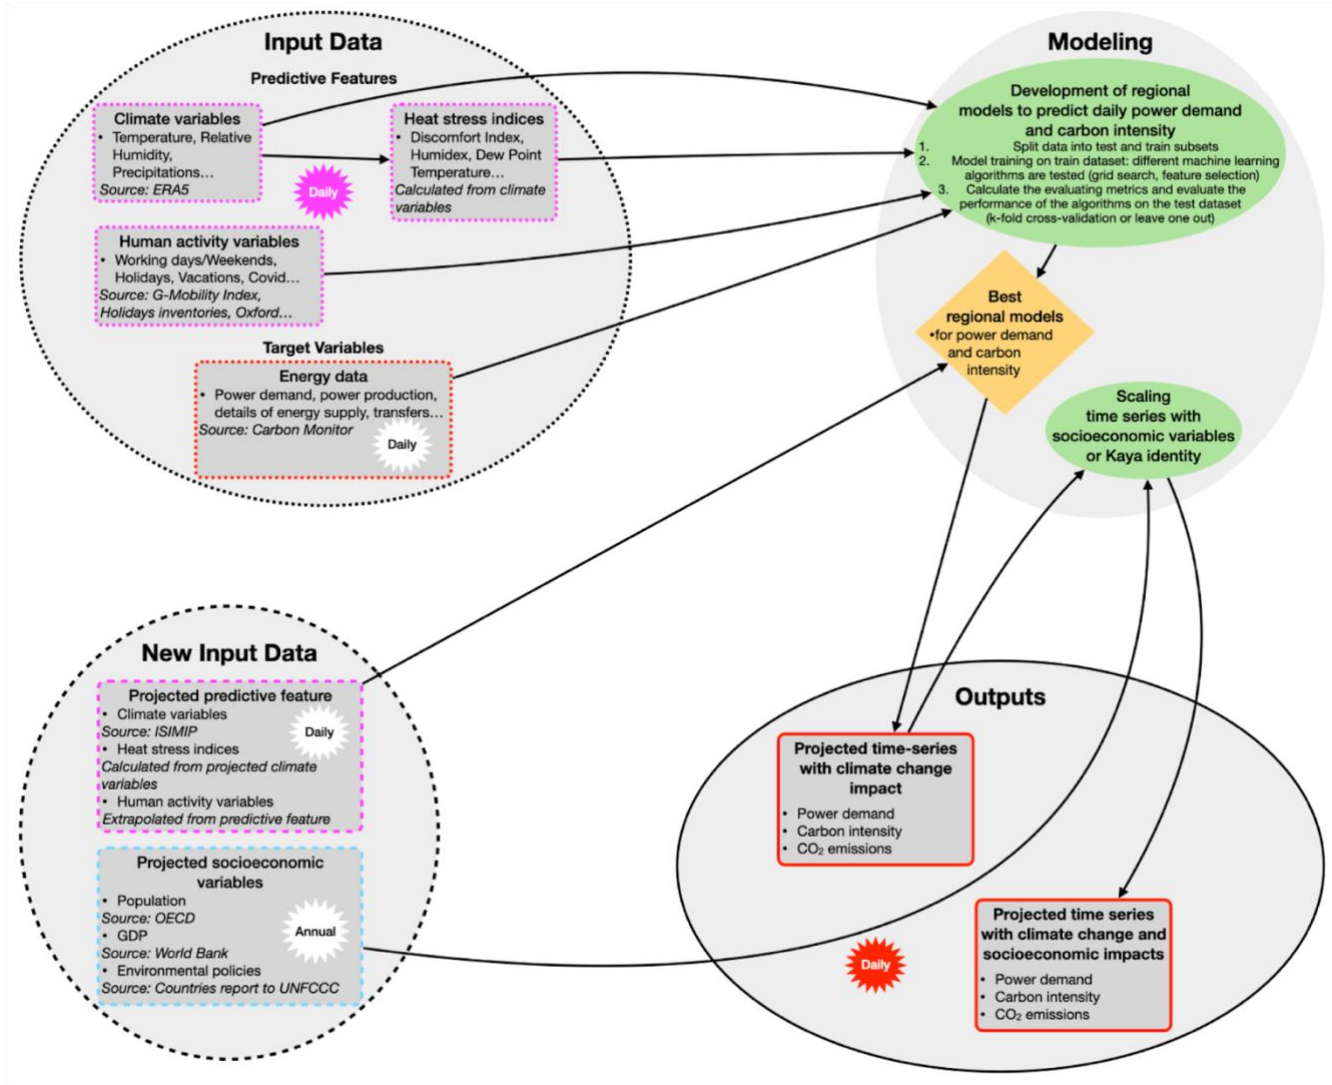 Input Data
Predictive Features
Climate variables
• Temperature, Relative
Humidity,
Precipitations...
Source: ERA5
Daily
Heat stress indices
• Discomfort Index,
Humidex, Dew Point
Temperature...
Calculated from climate
variables
Human activity variables
• Working days/Weekends,
Holidays, Vacations, Covid...
Source: G-Mobility Index,
Holidays inventories, Oxford...
Target Variables
Energy data
• Power demand, power production,
details of energy supply, transfers...
Source: Carbon Monitor
Daily
Modeling
Development of regional
models to predict daily power demand
and carbon intensity
1. Split data into test and train subsets
2. Model training on train dataset: different machine learning
algorithms are tested (grid search, feature selection)
3. Calculate the evaluating metrics and evaluate the
performance of the algorithms on the test dataset
(k-fold cross-validation or leave one out)
Best
regional models
•for power demand
and carbon
intensity
Scaling
time series with
socioeconomic variables
or Kaya identity
New Input Data
Projected predictive feature
• Climate variables
Source: ISIMIP
• Heat stress indices
Calculated from projected climate
variables
• Human activity variables
Extrapolated from predictive feature
Daily
Projected socioeconomic
variables
• Population
Source: OECD
• GDP
Source: World Bank
• Environmental policies
Source: Countries report to UNFCCC
Annual
Outputs
Projected time-series
with climate change
impact
• Power demand
• Carbon intensity
• CO₂ emissions
Daily
Projected time series
with climate change and
socioeconomic impacts
• Power demand
• Carbon intensity
• CO₂ emissions